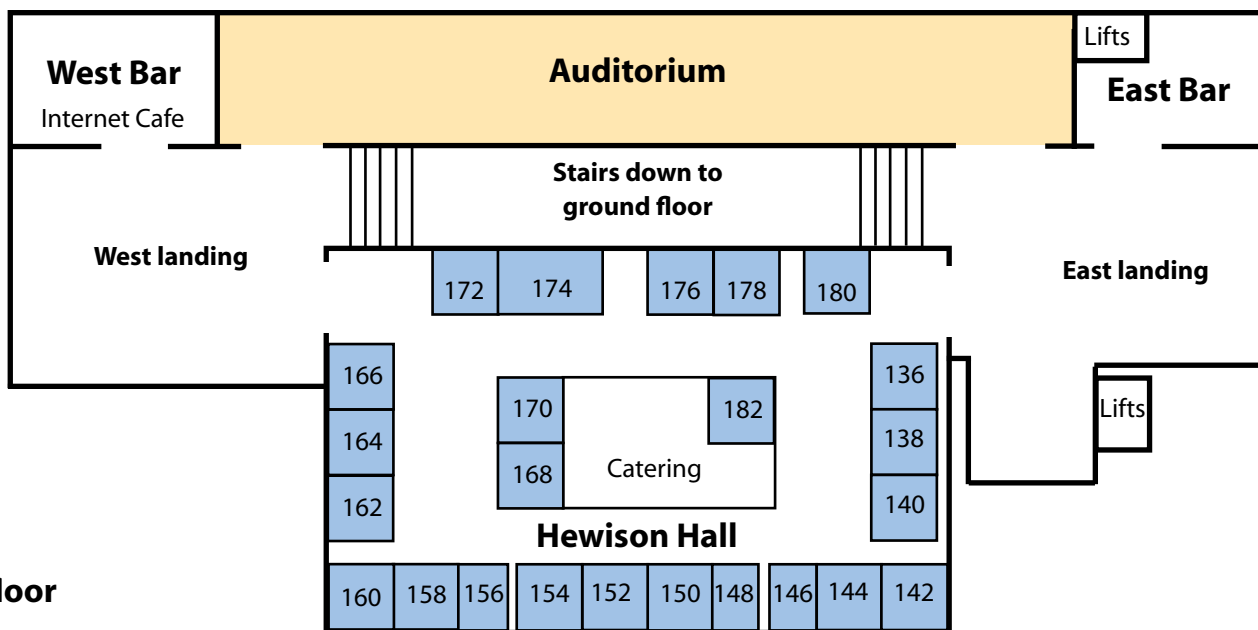 Lifts
West Bar
Auditorium
East Bar
Internet Cafe
Stairs down to
ground floor
West landing
East landing
172 174 176 178 180
166 136
170 182
164 138
Lifts
168 Catering
162 140
Hewison Hall
loor
160 158 156 154 152 150 148 146 144 142